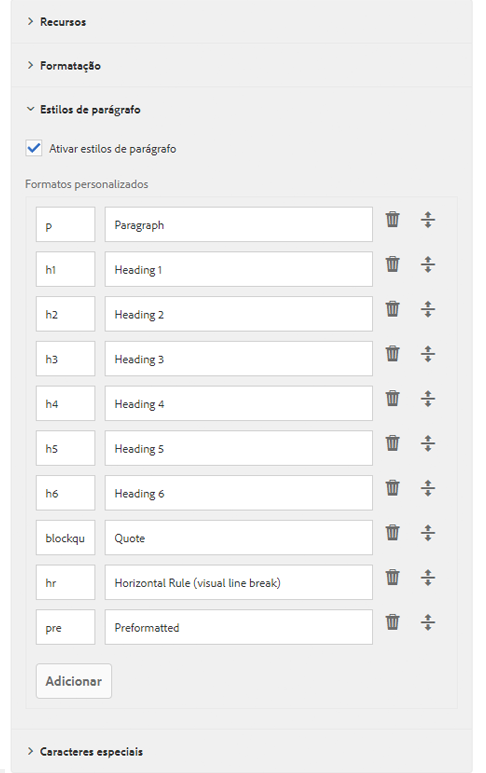 Recursos
Formatação
Estilos de parágrafo
Ativar estilos de parágrafo
Formatos personalizados
p Paragraph
h1 Heading 1
h2 Heading 2
h3 Heading 3
h4 Heading 4
h5 Heading 5
h6 Heading 6
blockqu Quote
hr Horizontal Rule (visual line break)
pre Preformatted
Adicionar
Caracteres especiais